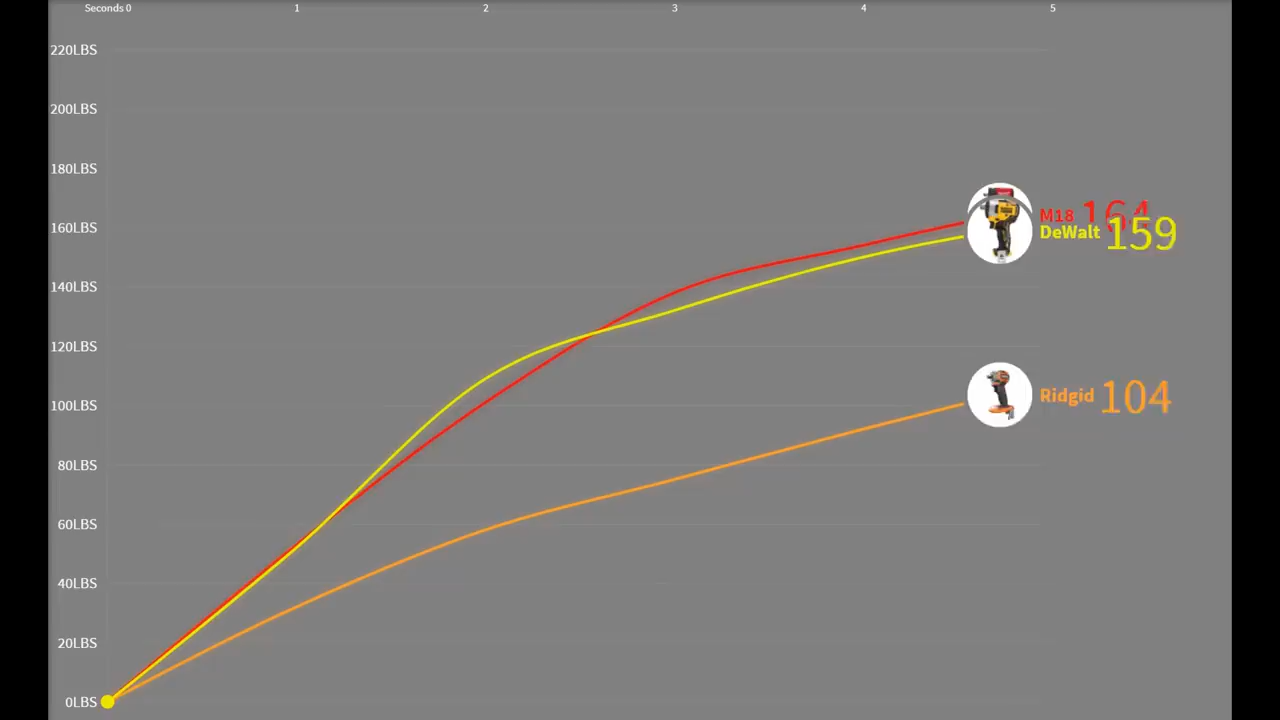 Seconds 0 1 2 3 4 5
220LBS
200LBS
180LBS
160LBS
140LBS
120LBS
100LBS
80LBS
60LBS
40LBS
20LBS
0LBS
M18 164
DeWalt 159
Ridgid 104